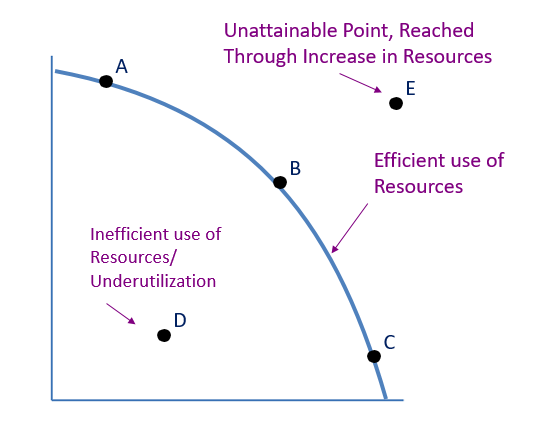 Unattainable Point, Reached
Through Increase in Resources
A
E
B
Efficient use of
Resources
Inefficient use of
Resources/
Underutilization
D
C